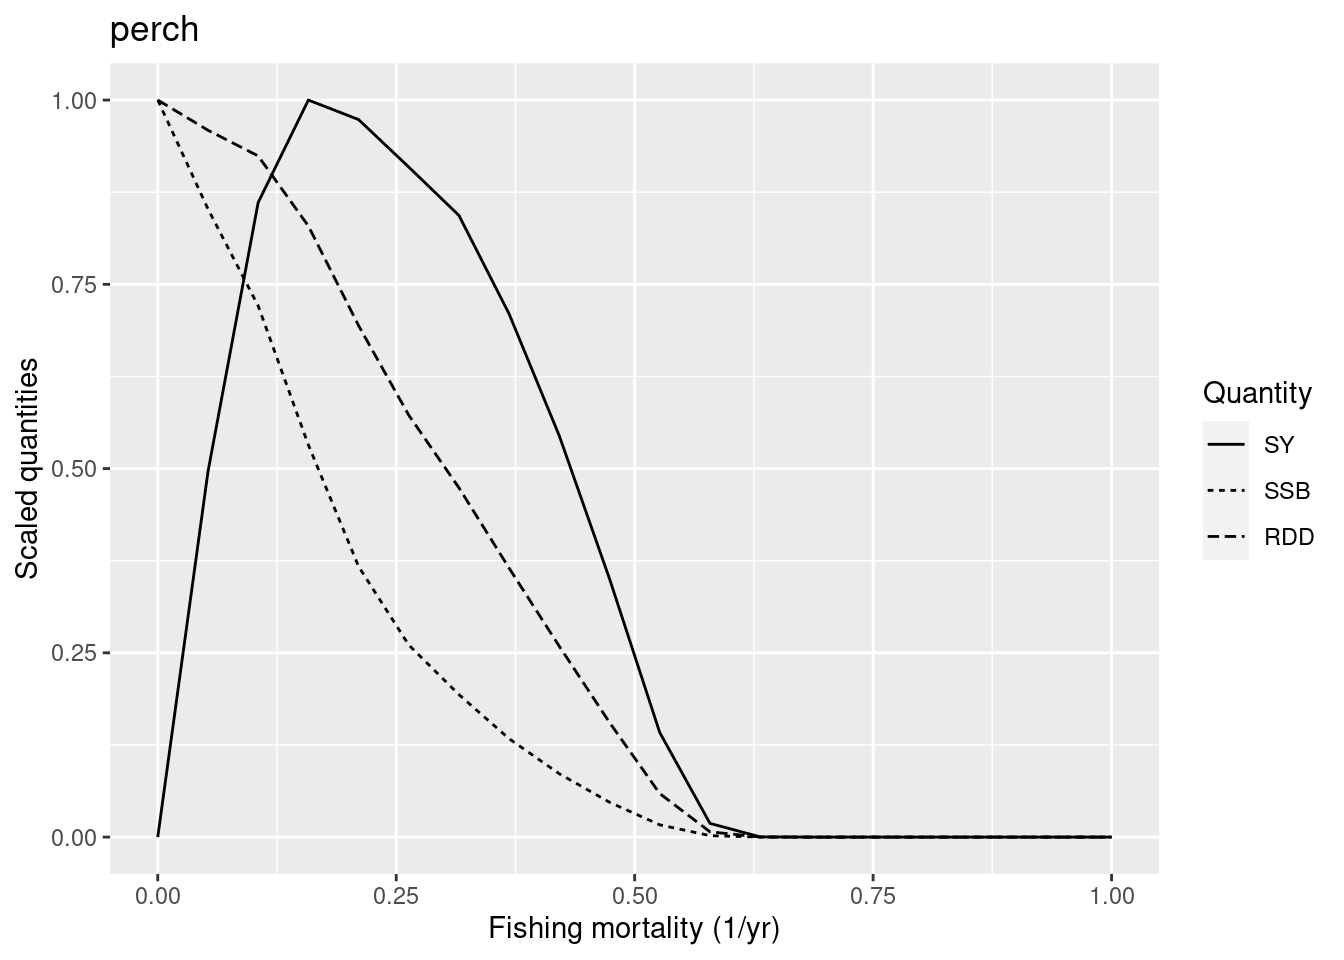 perch
1.00
0.75
0.50
0.25
0.00
Scaled quantities
0.00 0.25 0.50 0.75 1.00
Fishing mortality (1/yr)
Quantity
SY
SSB
RDD